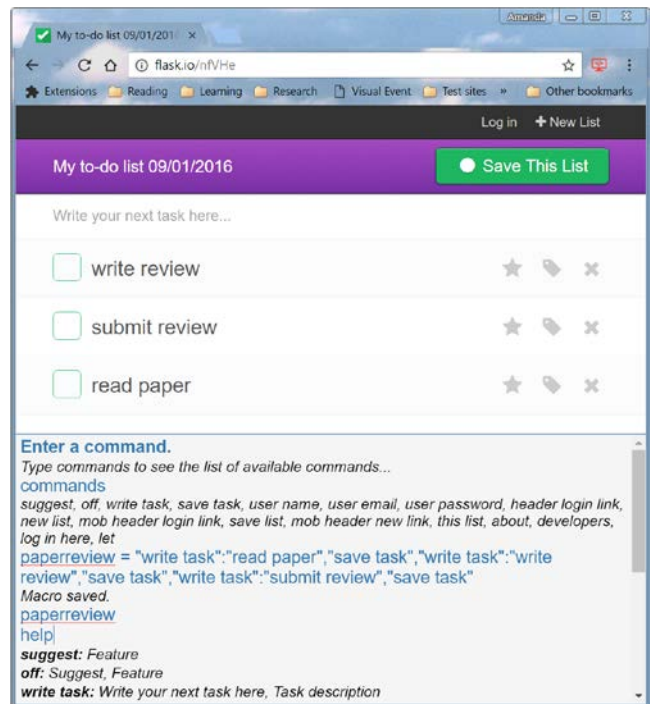 Amanda
My to-do list 09/01/201
flask.io/nfVHe
Extensions Reading Learning Research Visual Event Test sites » Other bookmarks
Log in + New List
My to-do list 09/01/2016 Save This List
Write your next task here...
write review
submit review
read paper
Enter a command.
Type commands to see the list of available commands...
commands
suggest, off, write task, save task, user name, user email, user password, header login link,
new list, mob header login link, save list, mob header new link, this list, about, developers,
log in here, let
paperreview = "write task":"read paper","save task","write task":"write
review","save task","write task":"submit review","save task"
Macro saved.
paperreview
help
suggest: Feature
off: Suggest, Feature
write task: Write your next task here, Task description